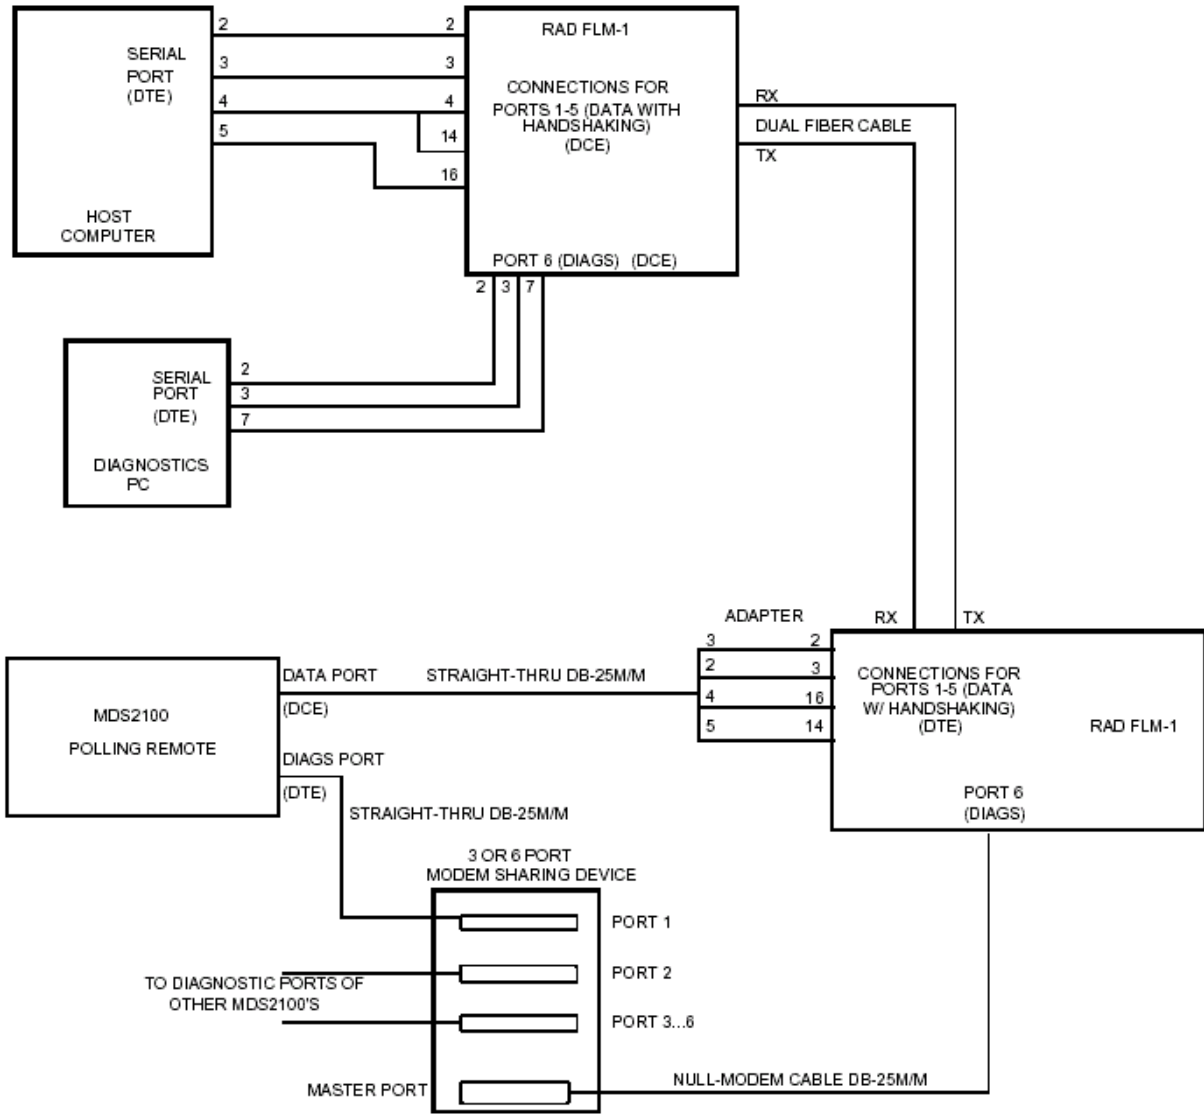 2
2
RAD FLM-1
SERIAL
PORT
(DTE)
3
3
CONNECTIONS FOR
PORTS 1-5 (DATA WITH
HANDSHAKING)
(DCE)
4
4
5
14
16
HOST
COMPUTER
PORT 6 (DIAGS) (DCE)
2 3 7
RX
DUAL FIBER CABLE
TX
SERIAL
PORT
(DTE)
2
3
7
DIAGNOSTICS
PC
ADAPTER
RX TX
3 2
2 3
4 16
5 14
CONNECTIONS FOR
PORTS 1-5 (DATA
W/ HANDSHAKING)
(DTE)
RAD FLM-1
PORT 6
(DIAGS)
MDS2100
POLLING REMOTE
DATA PORT
(DCE)
STRAIGHT-THRU DB-25M/M
DIAGS PORT
(DTE)
STRAIGHT-THRU DB-25M/M
3 OR 6 PORT
MODEM SHARING DEVICE
PORT 1
PORT 2
TO DIAGNOSTIC PORTS OF
OTHER MDS2100'S
PORT 3...6
MASTER PORT
NULL-MODEM CABLE DB-25M/M